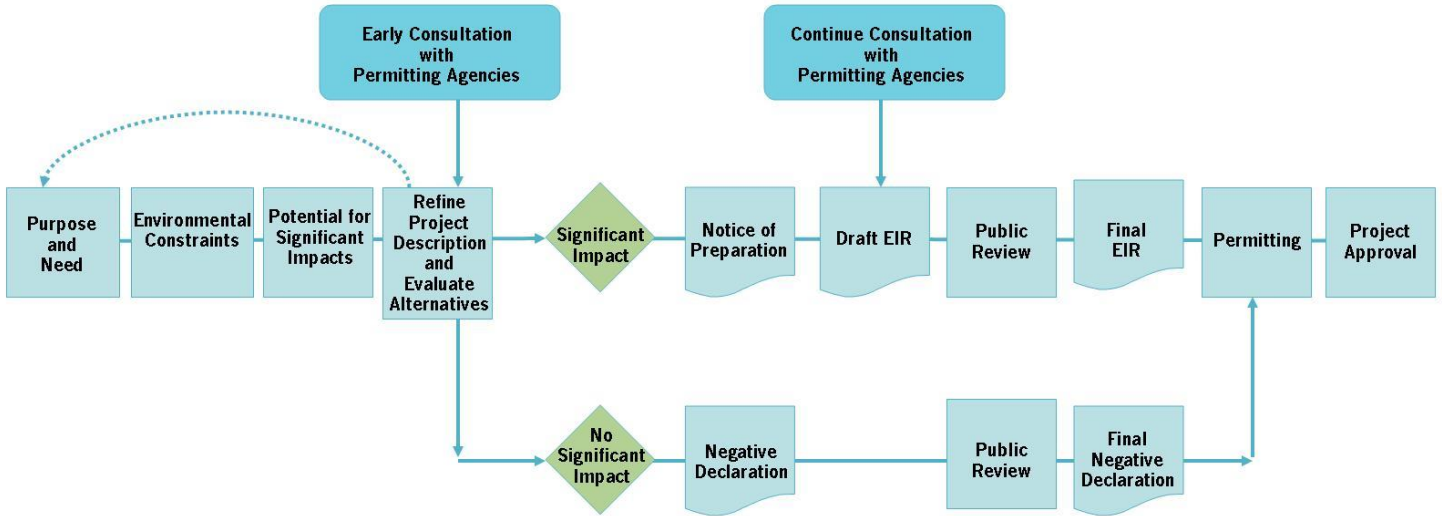 Early Consultation
with
Permitting Agencies
Continue Consultation
with
Permitting Agencies
Purpose
and
Need
Environmental
Constraints
Potential for
Significant
Impacts
Refine
Project
Description
and
Evaluate
Alternatives
Significant
Impact
Notice of
Preparation
Draft EIR
Public
Review
Final
EIR
Permitting
Project
Approval
No
Significant
Impact
Negative
Declaration
Public
Review
Final
Negative
Declaration